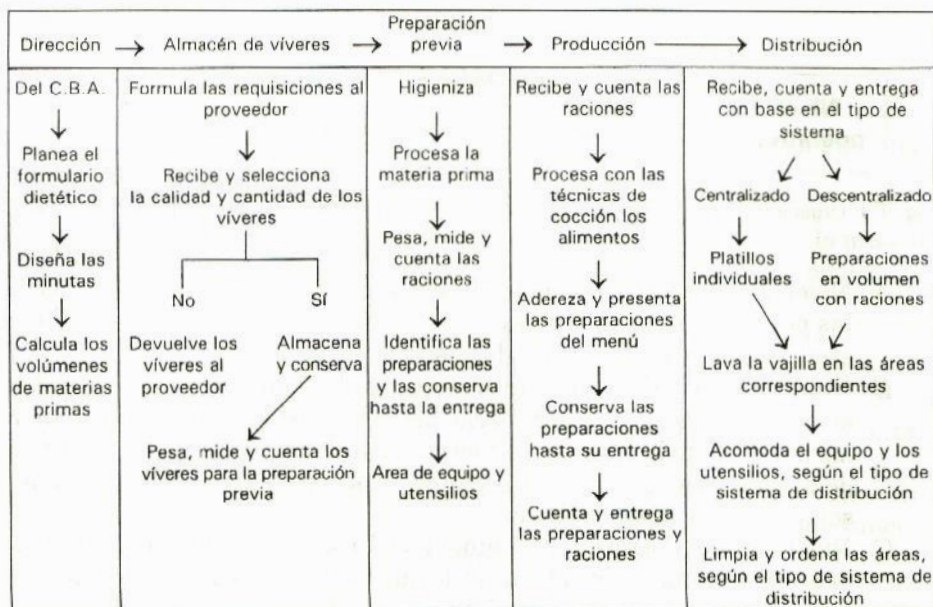 Dirección
Almacén de víveres
Preparación
previa
Producción
Distribución
Del C.B.A.
Planea el
formulario
dietético
Diseña las
minutas
Calcula los
volúmenes
de materias
primas
Formula las requisiciones al
proveedor
Recibe y selecciona
la calidad y cantidad de los
víveres
No
Sí
Devuelve los
víveres al
proveedor
Almacena
y conserva
Pesa, mide y cuenta los
víveres para la preparación
previa
Higieniza
Procesa la
materia prima
Pesa, mide y
cuenta las
raciones
Identifica las
preparaciones
y las conserva
hasta la entrega
Area de equipo y
utensilios
Recibe y cuenta las
raciones
Procesa con las
técnicas de
cocción los
alimentos
Adereza y presenta
las preparaciones
del menú
Conserva las
preparaciones
hasta su entrega
Cuenta y entrega
las preparaciones y
raciones
Recibe, cuenta y entrega
con base en el tipo de
sistema
Centralizado
Descentralizado
Platillos
individuales
Preparaciones
en volumen
con raciones
Lava la vajilla en las áreas
correspondientes
Acomoda el equipo y los
utensilios, según el tipo de
sistema de distribución
Limpia y ordena las áreas,
según el tipo de sistema de
distribución